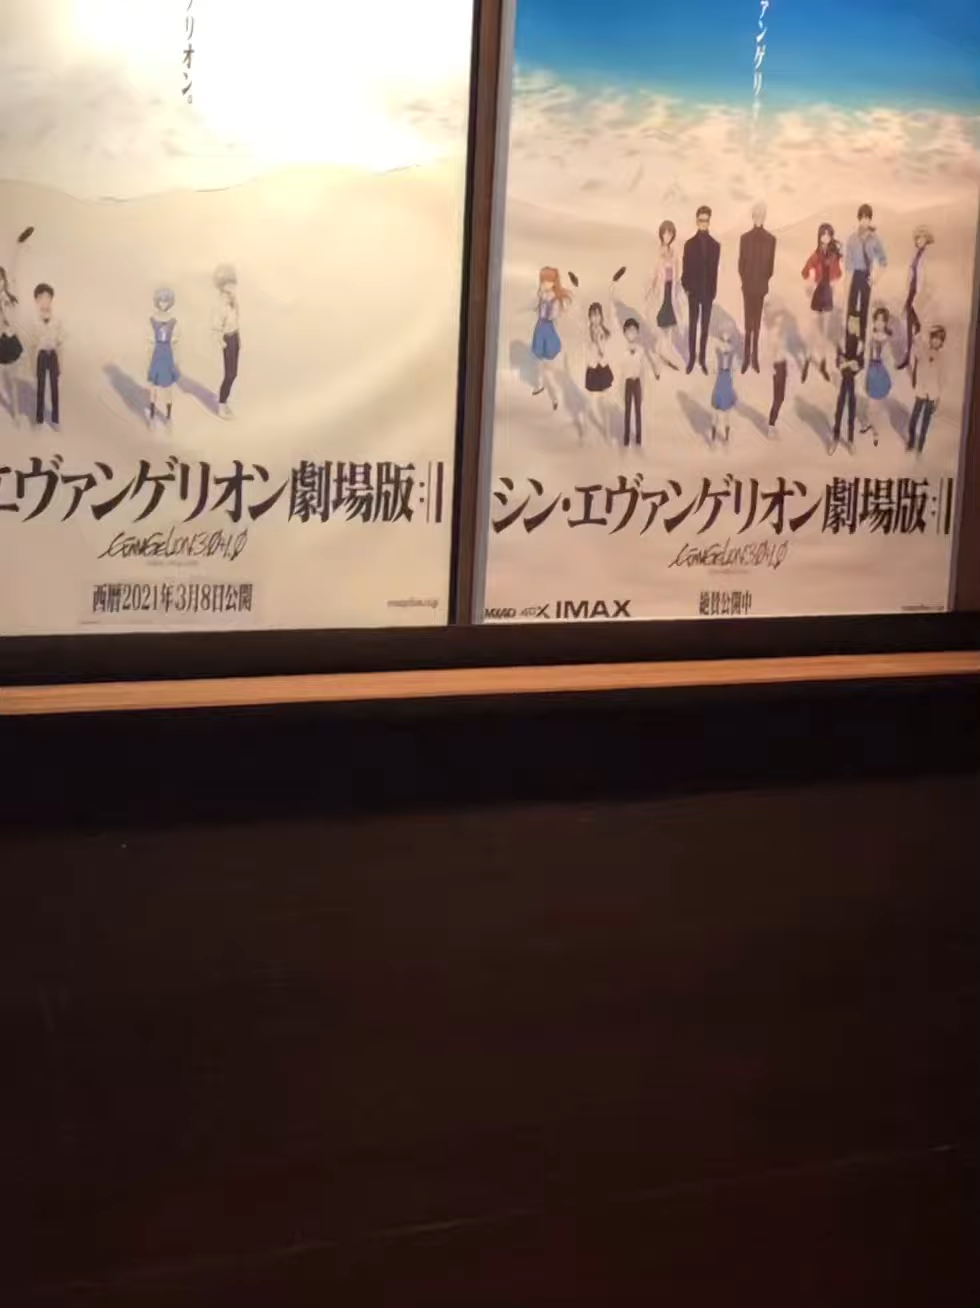 リオン。
エヴァンゲリオン劇場版:||
EVANGELION:3.0+1.0
西暦2021年3月8日公開
ァンゲリ
シン・エヴァンゲリオン劇場版:||
EVANGELION:3.0+1.0
4DX IMAX
絶賛公開中